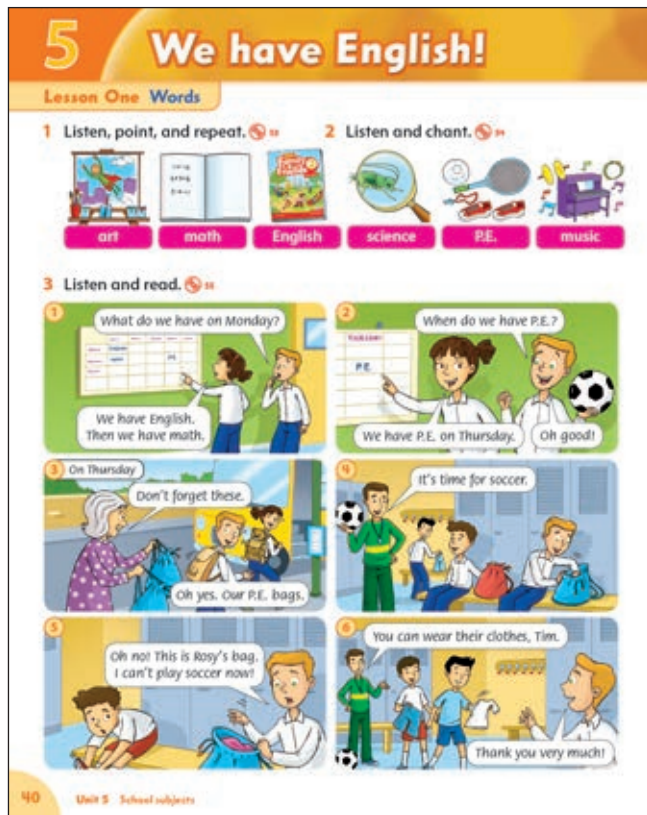 5 We have English!
Lesson One Words
1 Listen, point, and repeat. 53
2 Listen and chant. 54
art
math
English
science
P.E.
music
3 Listen and read. 55
1
What do we have on Monday?
We have English.
Then we have math.
2
When do we have P.E.?
P.E.
We have P.E. on Thursday.
Oh good!
3 On Thursday
Don't forget these.
Oh yes. Our P.E. bags.
4
It's time for soccer.
5
Oh no! This is Rosy's bag.
I can't play soccer now!
6
You can wear their clothes, Tim.
Thank you very much!
40 Unit 5 School subjects